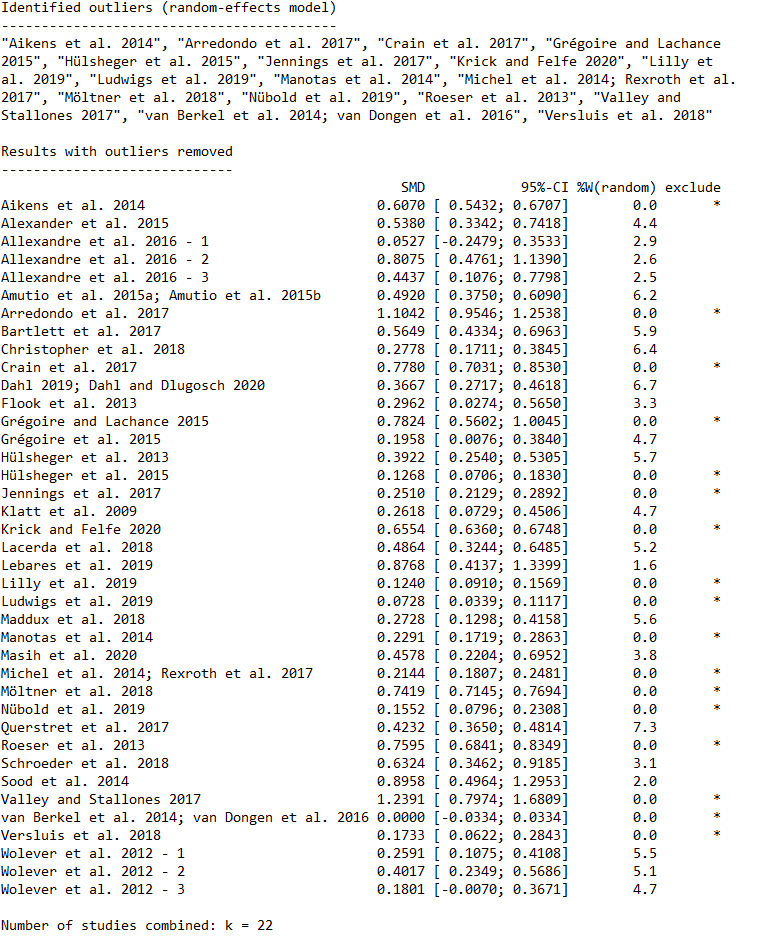 Identified outliers (random-effects model)
------------------------------------------
"Aikens et al. 2014", "Arredondo et al. 2017", "Crain et al. 2017", "Grégoire and Lachance
2015", "Hülsheger et al. 2015", "Jennings et al. 2017", "Krick and Felfe 2020", "Lilly et
al. 2019", "Ludwigs et al. 2019", "Manotas et al. 2014", "Michel et al. 2014; Rexroth et al.
2017", "Möltner et al. 2018", "Nübold et al. 2019", "Roeser et al. 2013", "Valley and
Stallones 2017", "van Berkel et al. 2014; van Dongen et al. 2016", "Versluis et al. 2018"

Results with outliers removed
-----------------------------
SMD 95%-CI %W(random) exclude
Aikens et al. 2014 0.6070 [ 0.5432; 0.6707] 0.0 *
Alexander et al. 2015 0.5380 [ 0.3342; 0.7418] 4.4
Allexandre et al. 2016 - 1 0.0527 [-0.2479; 0.3533] 2.9
Allexandre et al. 2016 - 2 0.8075 [ 0.4761; 1.1390] 2.6
Allexandre et al. 2016 - 3 0.4437 [ 0.1076; 0.7798] 2.5
Amutio et al. 2015a; Amutio et al. 2015b 0.4920 [ 0.3750; 0.6090] 6.2
Arredondo et al. 2017 1.1042 [ 0.9546; 1.2538] 0.0 *
Bartlett et al. 2017 0.5649 [ 0.4334; 0.6963] 5.9
Christopher et al. 2018 0.2778 [ 0.1711; 0.3845] 6.4
Crain et al. 2017 0.7780 [ 0.7031; 0.8530] 0.0 *
Dahl 2019; Dahl and Dlugosch 2020 0.3667 [ 0.2717; 0.4618] 6.7
Flook et al. 2013 0.2962 [ 0.0274; 0.5650] 3.3
Grégoire and Lachance 2015 0.7824 [ 0.5602; 1.0045] 0.0 *
Grégoire et al. 2015 0.1958 [ 0.0076; 0.3840] 4.7
Hülsheger et al. 2013 0.3922 [ 0.2540; 0.5305] 5.7
Hülsheger et al. 2015 0.1268 [ 0.0706; 0.1830] 0.0 *
Jennings et al. 2017 0.2510 [ 0.2129; 0.2892] 0.0 *
Klatt et al. 2009 0.2618 [ 0.0729; 0.4506] 4.7
Krick and Felfe 2020 0.6554 [ 0.6360; 0.6748] 0.0 *
Lacerda et al. 2018 0.4864 [ 0.3244; 0.6485] 5.2
Lebares et al. 2019 0.8768 [ 0.4137; 1.3399] 1.6
Lilly et al. 2019 0.1240 [ 0.0910; 0.1569] 0.0 *
Ludwigs et al. 2019 0.0728 [ 0.0339; 0.1117] 0.0 *
Maddux et al. 2018 0.2728 [ 0.1298; 0.4158] 5.6
Manotas et al. 2014 0.2291 [ 0.1719; 0.2863] 0.0 *
Masih et al. 2020 0.4578 [ 0.2204; 0.6952] 3.8
Michel et al. 2014; Rexroth et al. 2017 0.2144 [ 0.1807; 0.2481] 0.0 *
Möltner et al. 2018 0.7419 [ 0.7145; 0.7694] 0.0 *
Nübold et al. 2019 0.1552 [ 0.0796; 0.2308] 0.0 *
Querstret et al. 2017 0.4232 [ 0.3650; 0.4814] 7.3
Roeser et al. 2013 0.7595 [ 0.6841; 0.8349] 0.0 *
Schroeder et al. 2018 0.6324 [ 0.3462; 0.9185] 3.1
Sood et al. 2014 0.8958 [ 0.4964; 1.2953] 2.0
Valley and Stallones 2017 1.2391 [ 0.7974; 1.6809] 0.0 *
van Berkel et al. 2014; van Dongen et al. 2016 0.0000 [-0.0334; 0.0334] 0.0 *
Versluis et al. 2018 0.1733 [ 0.0622; 0.2843] 0.0 *
Wolever et al. 2012 - 1 0.2591 [ 0.1075; 0.4108] 5.5
Wolever et al. 2012 - 2 0.4017 [ 0.2349; 0.5686] 5.1
Wolever et al. 2012 - 3 0.1801 [-0.0070; 0.3671] 4.7

Number of studies combined: k = 22